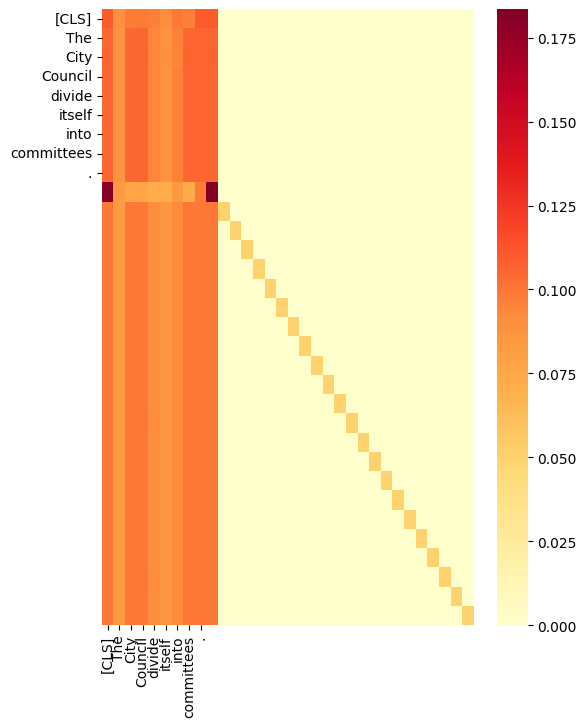 [CLS]
The
City
Council
divide
itself
into
committees
.
0.175
0.150
0.125
0.100
0.075
0.050
0.025
0.000
[CLS]
The
City
Council
divide
itself
into
committees
.